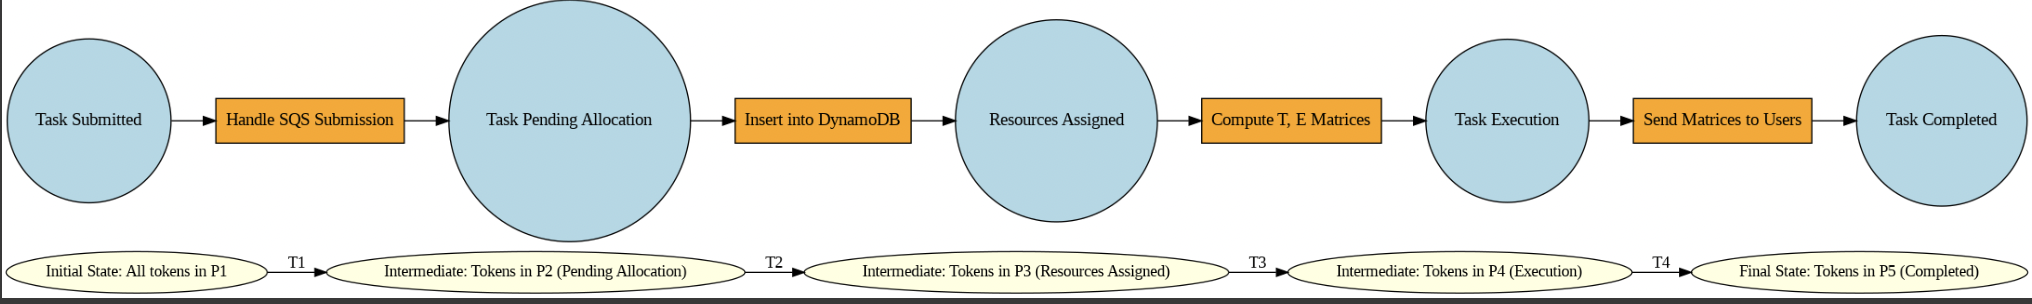 Task Submitted
Handle SQS Submission
Task Pending Allocation
Insert into DynamoDB
Resources Assigned
Compute T, E Matrices
Task Execution
Send Matrices to Users
Task Completed
Initial State: All tokens in P1
T1
Intermediate: Tokens in P2 (Pending Allocation)
T2
Intermediate: Tokens in P3 (Resources Assigned)
T3
Intermediate: Tokens in P4 (Execution)
T4
Final State: Tokens in P5 (Completed)